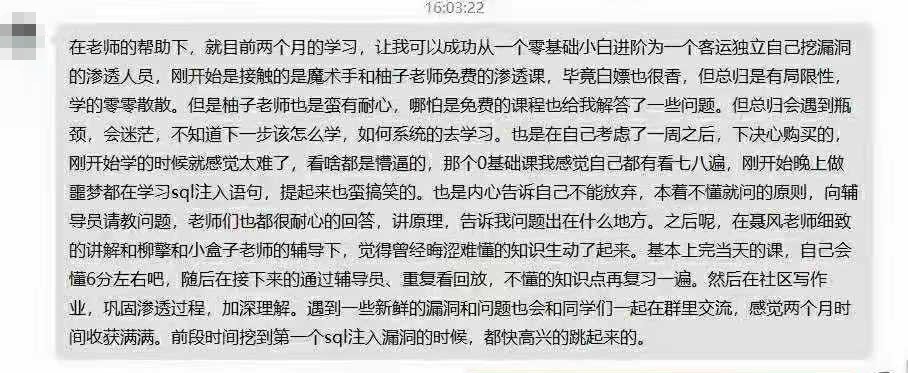 16:03:22
在老师的帮助下，就目前两个月的学习，让我可以成功从一个零基础小白进阶为一个客运独立自己挖漏洞
的渗透人员，刚开始是接触的是魔术手和柚子老师免费的渗透课，毕竟白嫖也很香，但总归是有局限性，
学的零零散散。但是柚子老师也是蛮有耐心，哪怕是免费的课程也给我解答了一些问题。但总归会遇到瓶
颈，会迷茫，不知道下一步该怎么学，如何系统的去学习。也是在自己考虑了一周之后，下决心购买的，
刚开始学的时候就感觉太难了，看啥都是懵逼的，那个0基础课我感觉自己都有看七八遍，刚开始晚上做
噩梦都在学习sql注入语句，提起来也蛮搞笑的。也是内心告诉自己不能放弃，本着不懂就问的原则，向辅
导员请教问题，老师们也都很耐心的回答，讲原理，告诉我问题出在什么地方。之后呢，在聂风老师细致
的讲解和柳擎和小盒子老师的辅导下，觉得曾经晦涩难懂的知识生动了起来。基本上完当天的课，自己会
懂6分左右吧，随后在接下来的通过辅导员、重复看回放，不懂的知识点再复习一遍。然后在社区写作
业，巩固渗透过程，加深理解。遇到一些新鲜的漏洞和问题也会和同学们一起在群里交流，感觉两个月时
间收获满满。前段时间挖到第一个sql注入漏洞的时候，都快高兴的跳起来的。